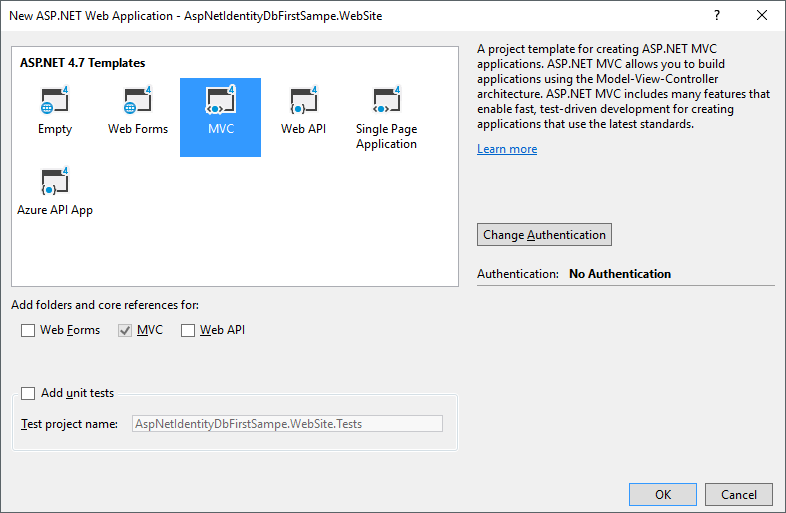 New ASP.NET Web Application - AspNetIdentityDbFirstSampe.WebSite
ASP.NET 4.7 Templates
Empty
Web Forms
MVC
Web API
Single Page
Application
Azure API App
A project template for creating ASP.NET MVC
applications. ASP.NET MVC allows you to build
applications using the Model-View-Controller
architecture. ASP.NET MVC includes many features that
enable fast, test-driven development for creating
applications that use the latest standards.
Learn more
Change Authentication
Authentication: No Authentication
Add folders and core references for:
Web Forms
MVC
Web API
Add unit tests
Test project name: AspNetIdentityDbFirstSampe.WebSite.Tests
OK
Cancel